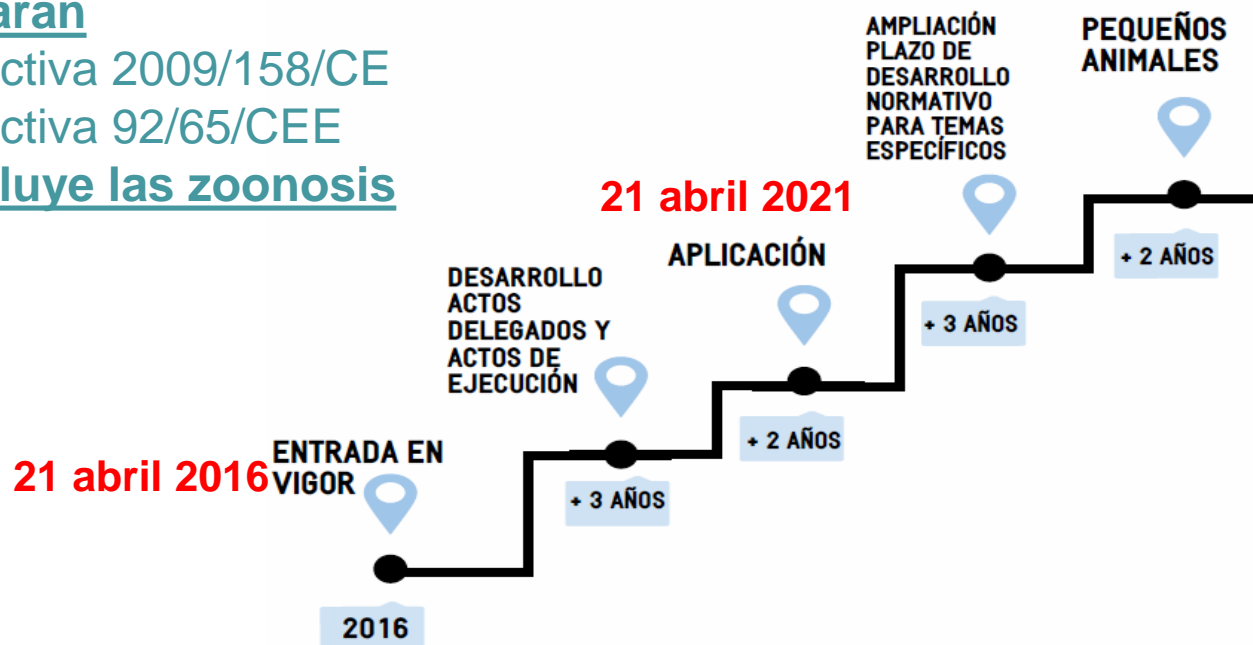 arán
ctiva 2009/158/CE
ctiva 92/65/CEE
luye las zoonosis
AMPLIACIÓN
PLAZO DE
DESARROLLO
NORMATIVO
PARA TEMAS
ESPECÍFICOS
PEQUEÑOS
ANIMALES
21 abril 2021
APLICACIÓN
+ 2 AÑOS
DESARROLLO
ACTOS
DELEGADOS Y
ACTOS DE
EJECUCIÓN
+ 3 AÑOS
+ 2 AÑOS
21 abril 2016
ENTRADA EN
VIGOR
+ 3 AÑOS
2016